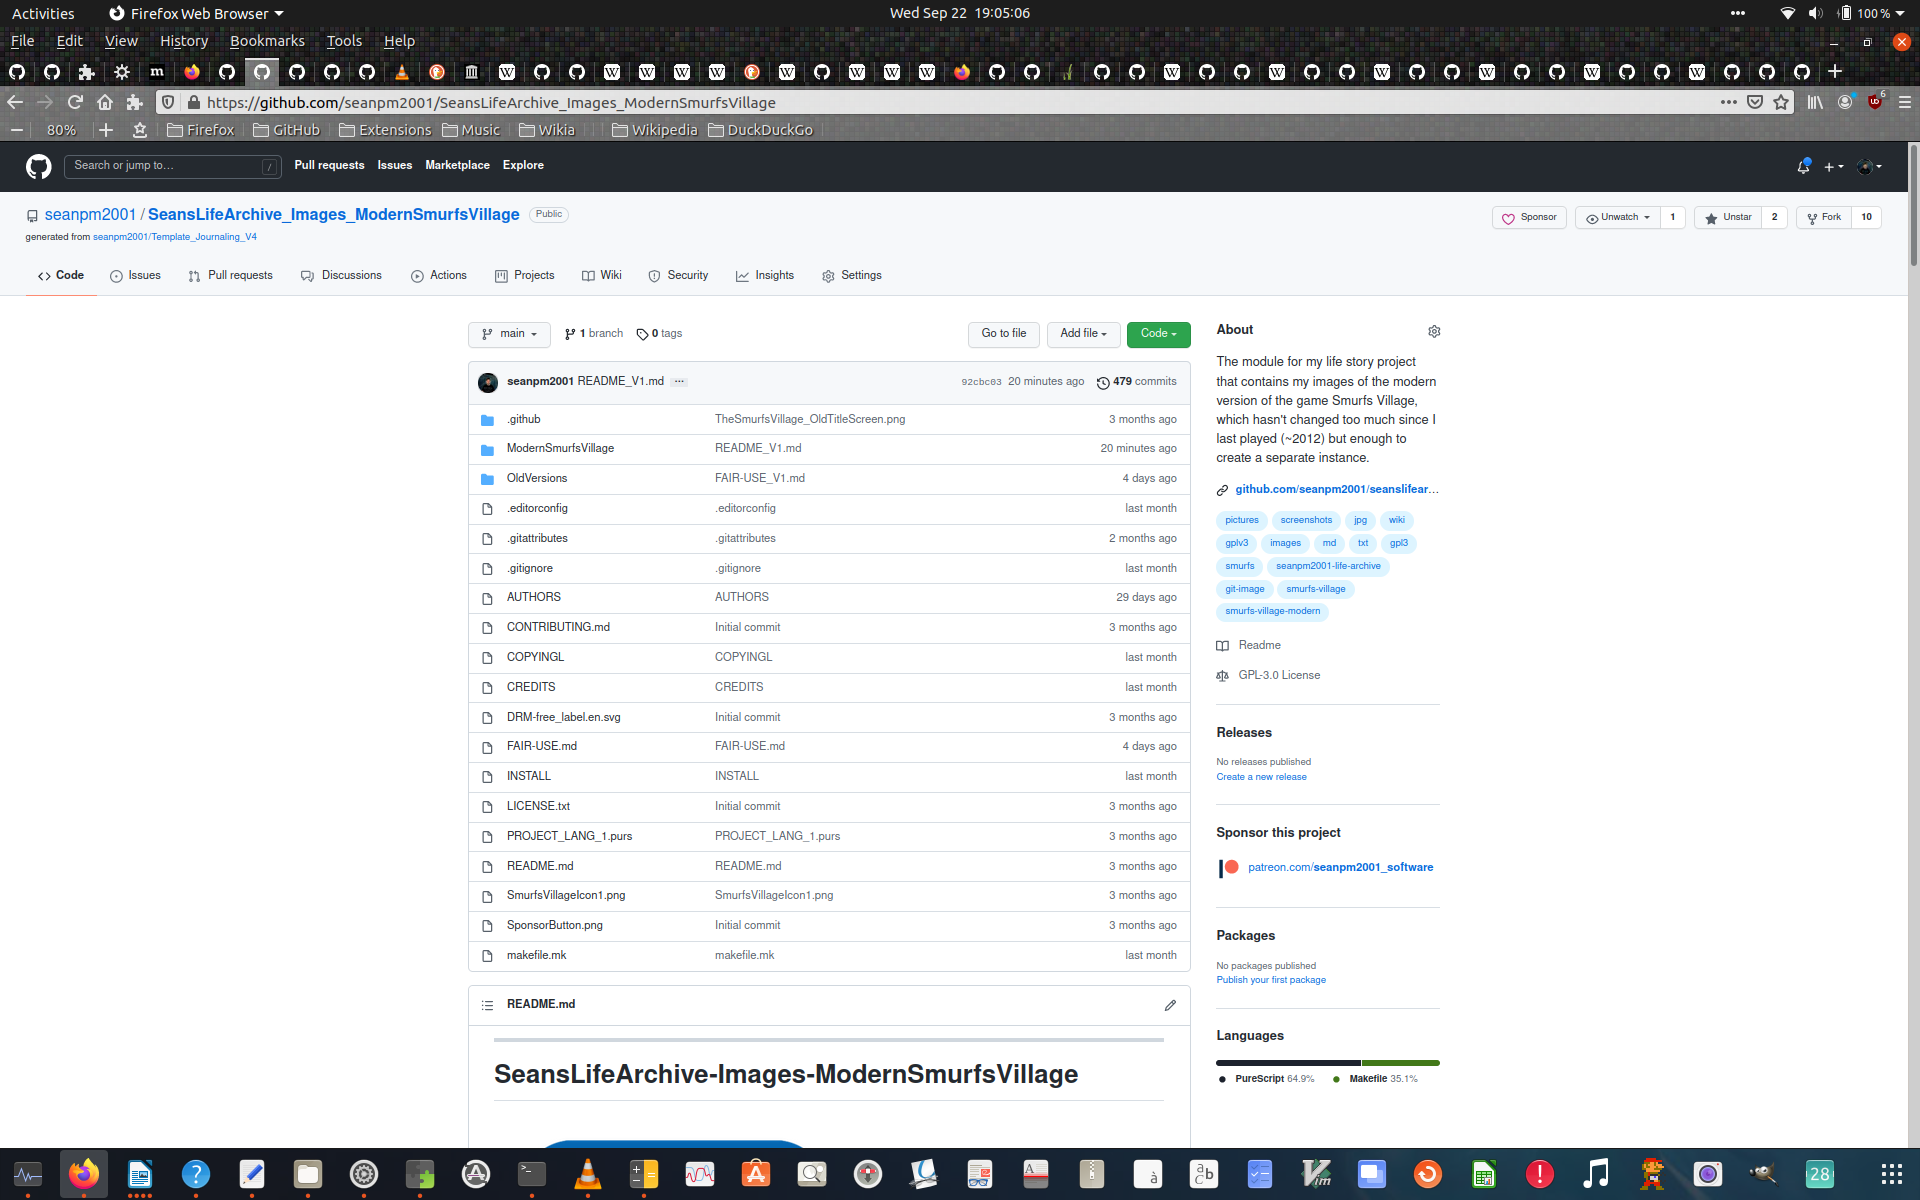 Activities Firefox Web Browser Wed Sep 22 19:05:06 100 %
File Edit View History Bookmarks Tools Help
https://github.com/seanpm2001/SeansLifeArchive_Images_ModernSmurfsVillage 6
80% Firefox GitHub Extensions Music Wikia Wikipedia DuckDuckGo
Search or jump to… / Pull requests Issues Marketplace Explore
seanpm2001 / SeansLifeArchive_Images_ModernSmurfsVillage Public Sponsor Unwatch 1 Unstar 2 Fork 10
generated from seanpm2001/Template_Journaling_V4
Code Issues Pull requests Discussions Actions Projects Wiki Security Insights Settings
main 1 branch 0 tags Go to file Add file Code
seanpm2001 README_V1.md ... 92cbc03 20 minutes ago 479 commits
.github TheSmurfsVillage_OldTitleScreen.png 3 months ago
ModernSmurfsVillage README_V1.md 20 minutes ago
OldVersions FAIR-USE_V1.md 4 days ago
.editorconfig .editorconfig last month
.gitattributes .gitattributes 2 months ago
.gitignore .gitignore last month
AUTHORS AUTHORS 29 days ago
CONTRIBUTING.md Initial commit 3 months ago
COPYINGL COPYINGL last month
CREDITS CREDITS last month
DRM-free_label.en.svg Initial commit 3 months ago
FAIR-USE.md FAIR-USE.md 4 days ago
INSTALL INSTALL last month
LICENSE.txt Initial commit 3 months ago
PROJECT_LANG_1.purs PROJECT_LANG_1.purs 3 months ago
README.md README.md 3 months ago
SmurfsVillageIcon1.png SmurfsVillageIcon1.png 3 months ago
SponsorButton.png Initial commit 3 months ago
makefile.mk makefile.mk last month
README.md
SeansLifeArchive-Images-ModernSmurfsVillage
About
The module for my life story project
that contains my images of the modern
version of the game Smurfs Village,
which hasn't changed too much since I
last played (~2012) but enough to
create a separate instance.
github.com/seanpm2001/seanslifear…
pictures screenshots jpg wiki
gplv3 images md txt gpl3
smurfs seanpm2001-life-archive
git-image smurfs-village
smurfs-village-modern
Readme
GPL-3.0 License
Releases
No releases published
Create a new release
Sponsor this project
patreon.com/seanpm2001_software
Packages
No packages published
Publish your first package
Languages
PureScript 64.9% Makefile 35.1%
28